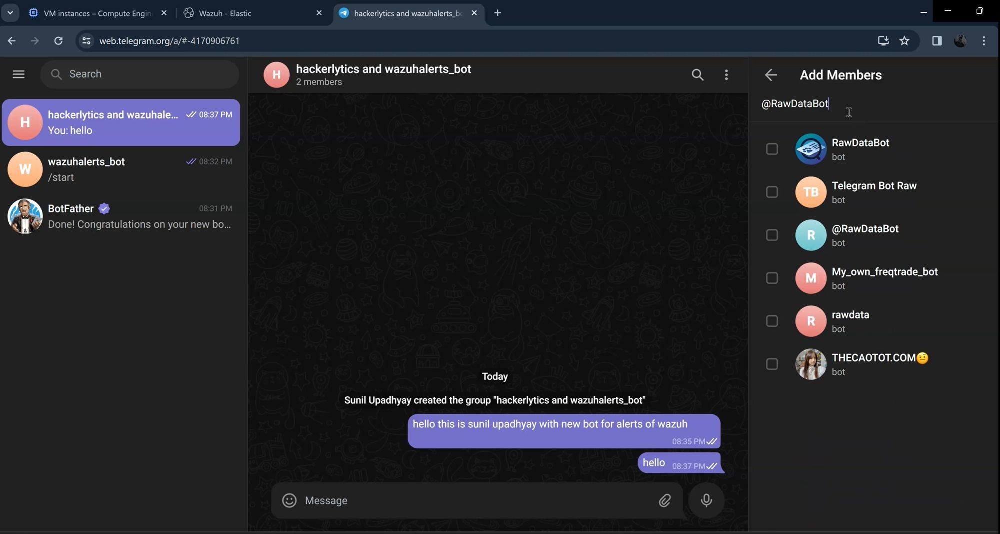 VM instances – Compute Engin
Wazuh - Elastic
hackerlytics and wazuhalerts_bo
web.telegram.org/a/#-4170906761
Search
H
hackerlytics and wazuhale... 08:37 PM
You: hello
W
wazuhalerts_bot 08:32 PM
/start
BotFather 08:31 PM
Done! Congratulations on your new bo...
H
hackerlytics and wazuhalerts_bot
2 members
Today
Sunil Upadhyay created the group "hackerlytics and wazuhalerts_bot"
hello this is sunil upadhyay with new bot for alerts of wazuh
08:35 PM
hello 08:37 PM
Message
Add Members
@RawDataBot
RawDataBot
bot
TB
Telegram Bot Raw
bot
R
@RawDataBot
bot
M
My_own_freqtrade_bot
bot
R
rawdata
bot
THECAOTOT.COM🤨
bot